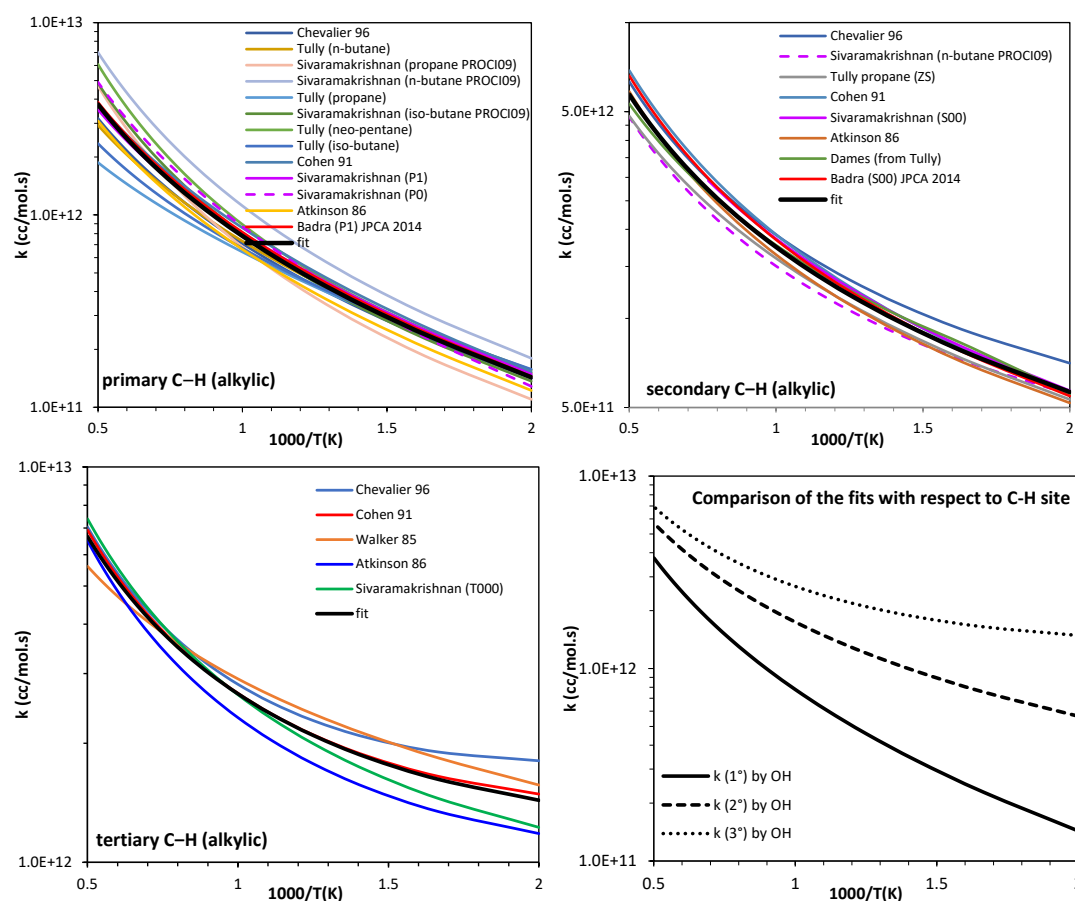 1.0E+13
k (cc/mol.s)
1.0E+12
1.0E+11
Chevalier 96
Tully (n-butane)
Sivaramakrishnan (propane PROCI09)
Sivaramakrishnan (n-butane PROCI09)
Tully (propane)
Sivaramakrishnan (iso-butane PROCI09)
Tully (neo-pentane)
Tully (iso-butane)
Cohen 91
Sivaramakrishnan (P1)
Sivaramakrishnan (P0)
Atkinson 86
Badra (P1) JPCA 2014
fit
primary C–H (alkylic)
0.5 1 1.5 2
1000/T(K)
k (cc/mol.s)
5.0E+12
5.0E+11
Chevalier 96
Sivaramakrishnan (n-butane PROCI09)
Tully propane (ZS)
Cohen 91
Sivaramakrishnan (S00)
Atkinson 86
Dames (from Tully)
Badra (S00) JPCA 2014
fit
secondary C–H (alkylic)
0.5 1 1.5 2
1000/T(K)
1.0E+13
k (cc/mol.s)
1.0E+12
Chevalier 96
Cohen 91
Walker 85
Atkinson 86
Sivaramakrishnan (T000)
fit
tertiary C–H (alkylic)
0.5 1 1.5 2
1000/T(K)
1.0E+13
k (cc/mol.s)
1.0E+12
1.0E+11
Comparison of the fits with respect to C-H site
k (1°) by OH
k (2°) by OH
k (3°) by OH
0.5 1 1.5 2
1000/T(K)